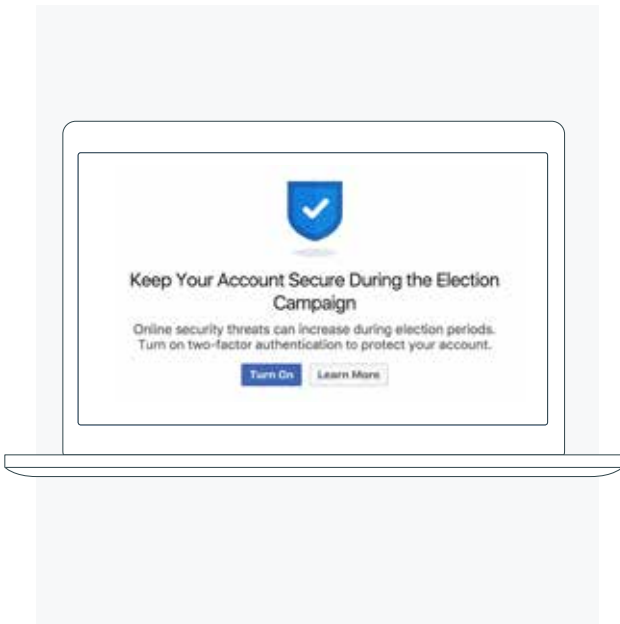 Keep Your Account Secure During the Election
Campaign
Online security threats can increase during election periods.
Turn on two-factor authentication to protect your account.
Turn On Learn More